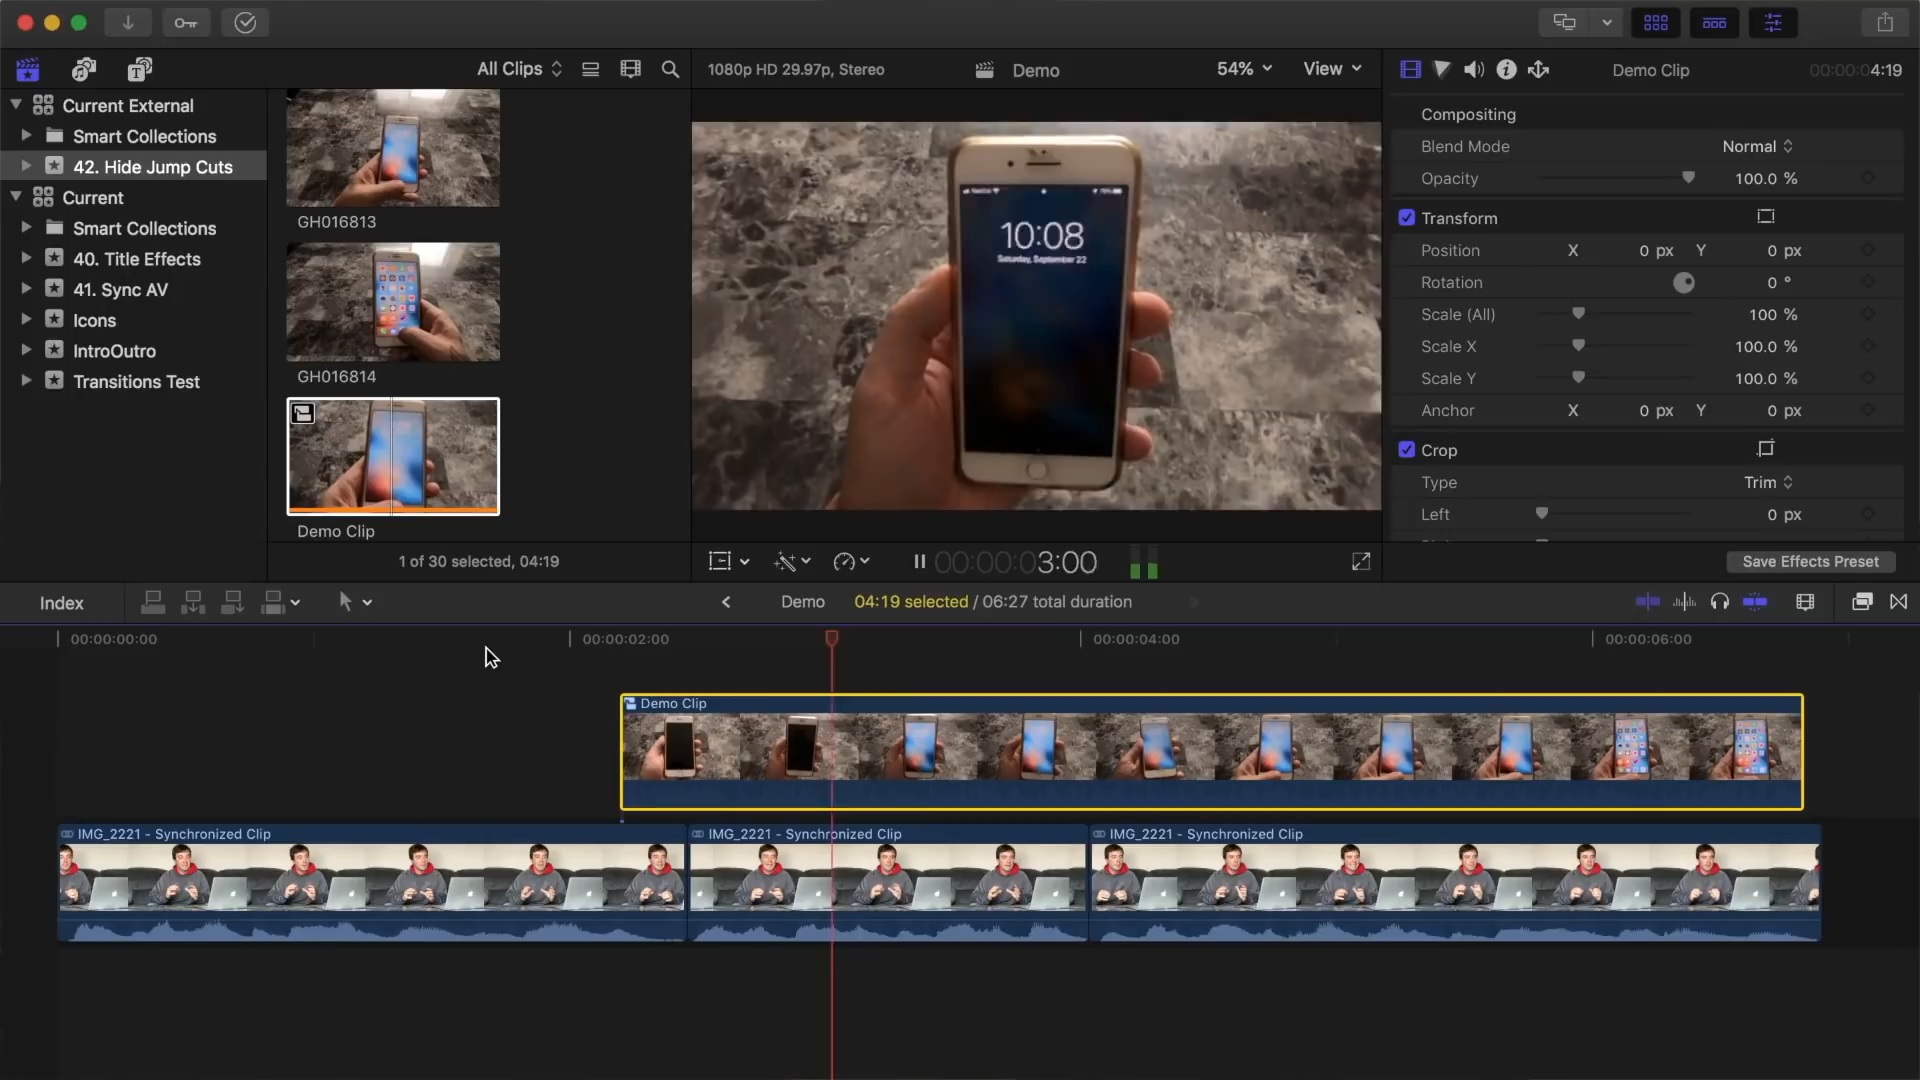 All Clips
1080p HD 29.97p, Stereo
Demo
54%
View
Demo Clip
00:00:04:19
Current External
Smart Collections
42. Hide Jump Cuts
Current
Smart Collections
40. Title Effects
41. Sync AV
Icons
IntroOutro
Transitions Test
GH016813
GH016814
Demo Clip
1 of 30 selected, 04:19
10:08
Saturday, September 22
Compositing
Blend Mode Normal
Opacity 100.0 %
Transform
Position X 0 px Y 0 px
Rotation 0 °
Scale (All) 100 %
Scale X 100.0 %
Scale Y 100.0 %
Anchor X 0 px Y 0 px
Crop
Type Trim
Left 0 px
00:00:03:00
Save Effects Preset
Index
Demo
04:19 selected / 06:27 total duration
00:00:00:00
00:00:02:00
00:00:04:00
00:00:06:00
Demo Clip
IMG_2221 - Synchronized Clip
IMG_2221 - Synchronized Clip
IMG_2221 - Synchronized Clip